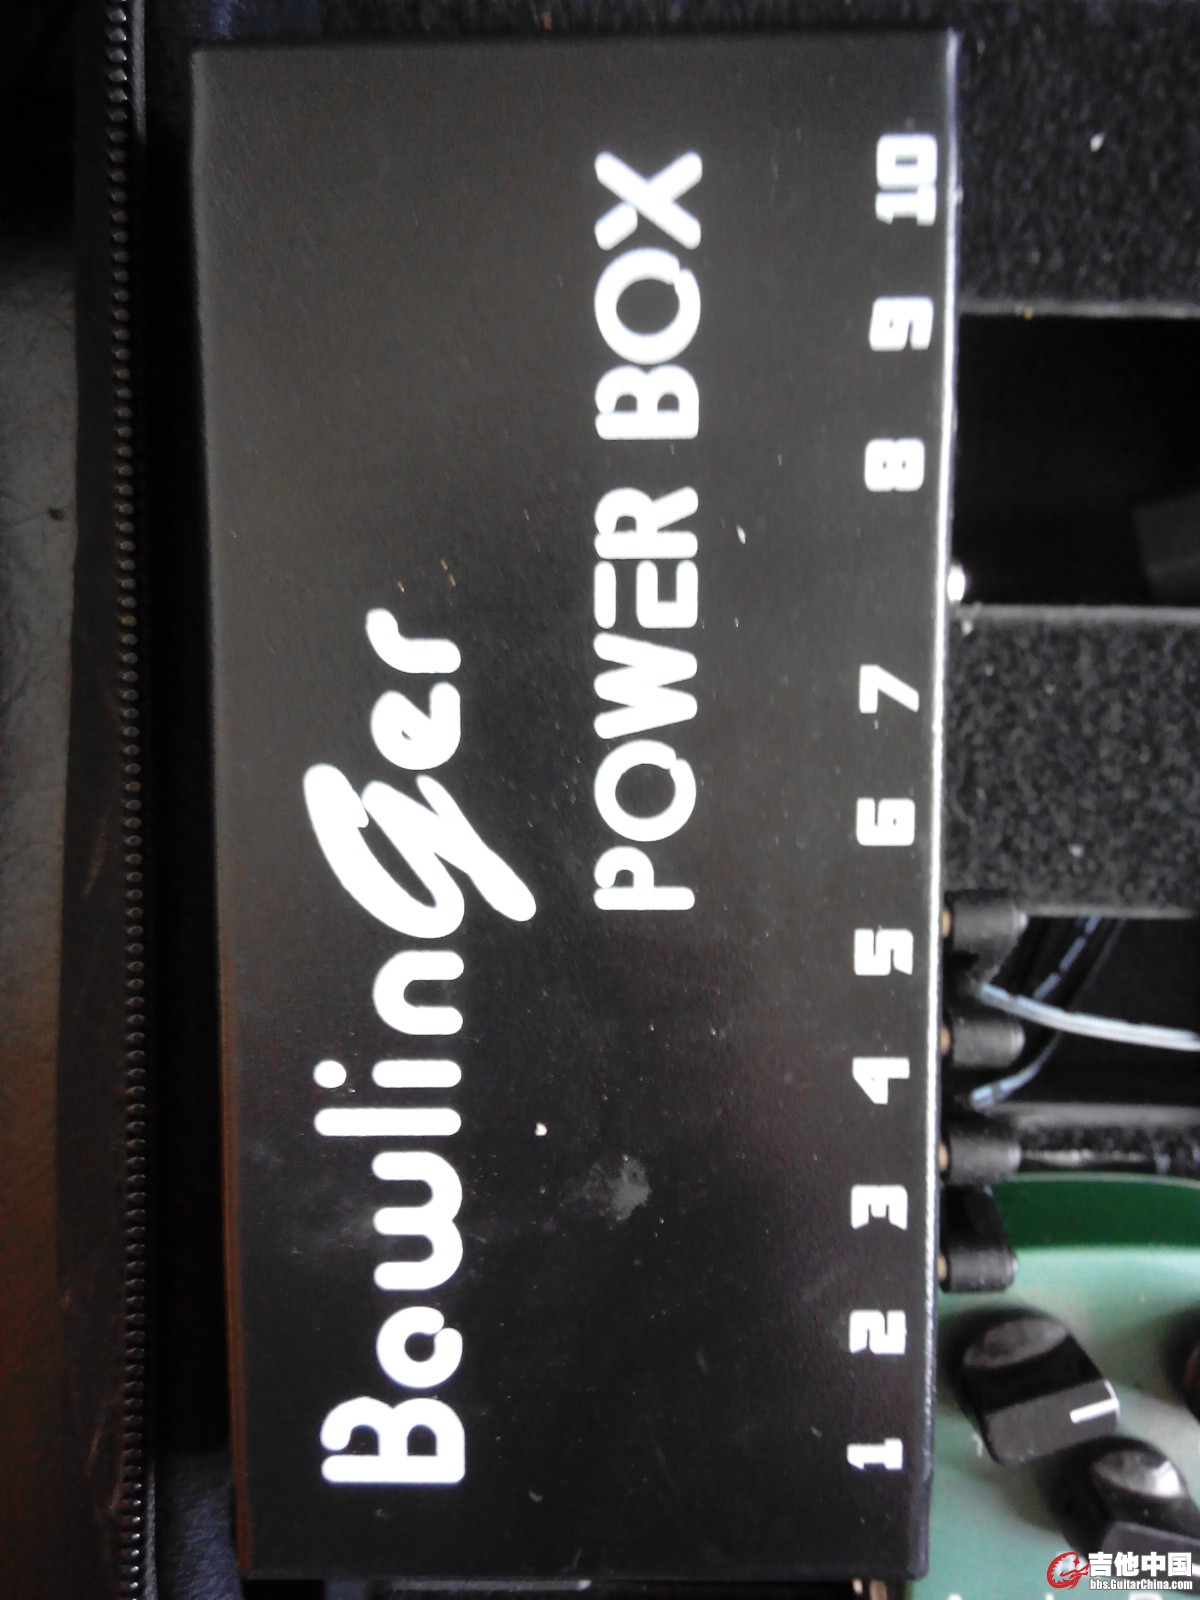 Bowlinger
POWER BOX
1 2 3 4 5 6 7 8 9 10
吉他中国
bbs.GuitarChina.com